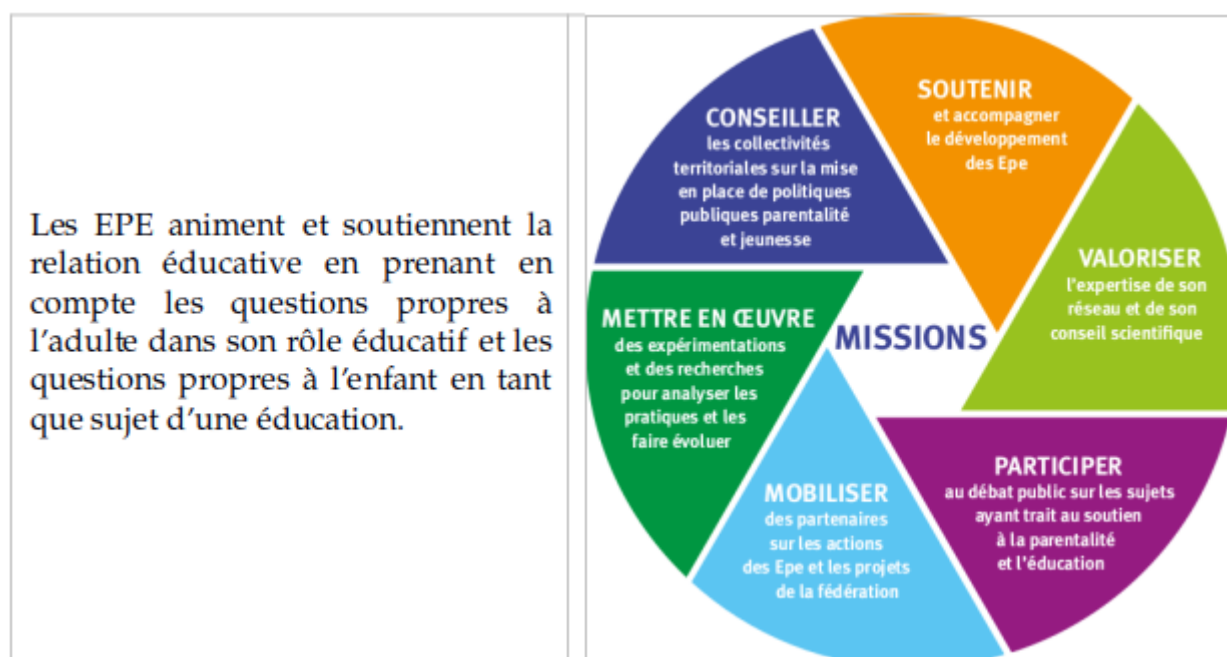 Les EPE animent et soutiennent la
relation éducative en prenant en
compte les questions propres à
l'adulte dans son rôle éducatif et les
questions propres à l'enfant en tant
que sujet d'une éducation.
CONSEILLER
les collectivités
territoriales sur la mise
en place de politiques
publiques parentalité
et jeunesse
SOUTENIR
et accompagner
le développement
des Epe
VALORISER
l'expertise de son
réseau et de son
conseil scientifique
METTRE EN ŒUVRE
des expérimentations
et des recherches
pour analyser les
pratiques et les
faire évoluer
MISSIONS
MOBILISER
des partenaires
sur les actions
des Epe et les projets
de la fédération
PARTICIPER
au débat public sur les sujets
ayant trait au soutien
à la parentalité
et l'éducation